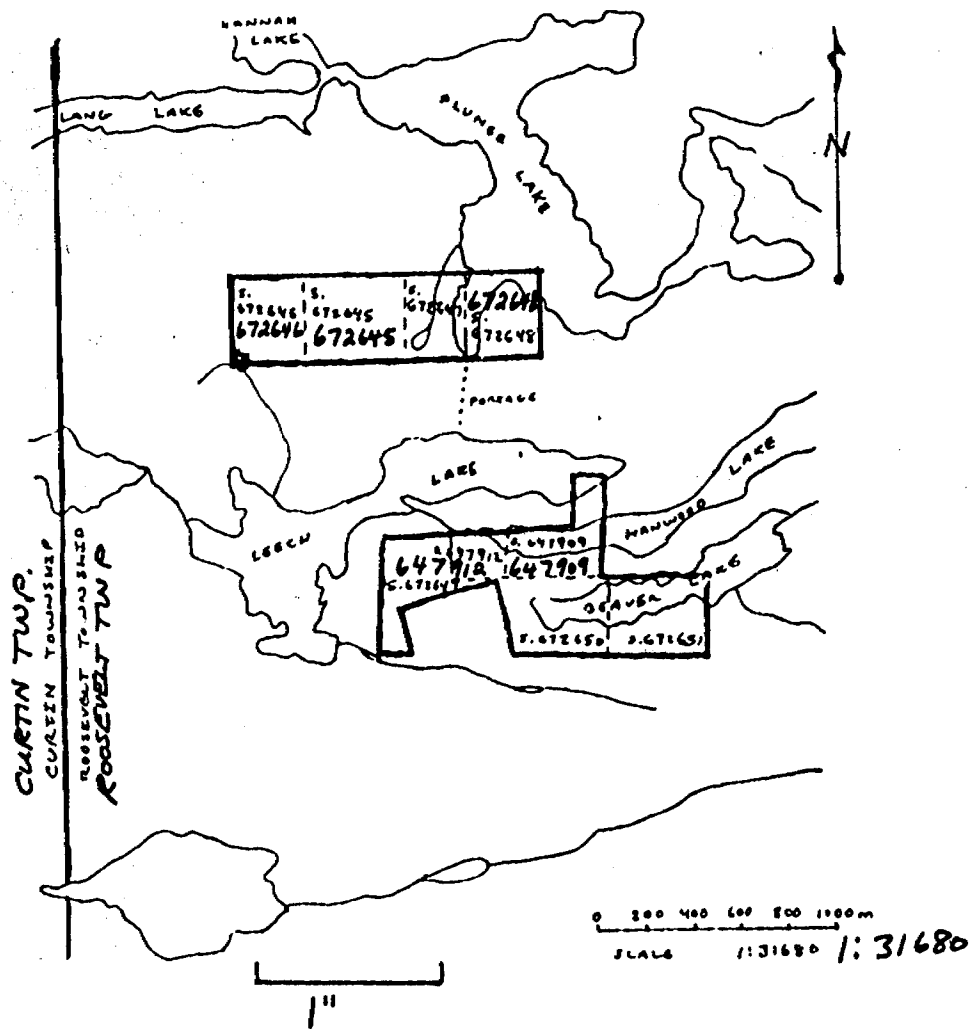 HANNAH
LAKE
LANG LAKE
PLUNGE
LAKE
N
S.
672646
672646
S.
672645
672645
S.
672647
672648
S.
672648
PORTAGE
LAKE
LEECH
LAKE
HANWOOD
S.647912
S.647909
647912
647909
S.672649
LAKE
BEAVER
S.672650
S.672651
CURTIN TWP.
CURTIN TOWNSHIP
ROOSEVELT TOWNSHIP
ROOSEVELT TWP
0 200 400 600 800 1000m
SCALE 1:31680 1:31680
1"